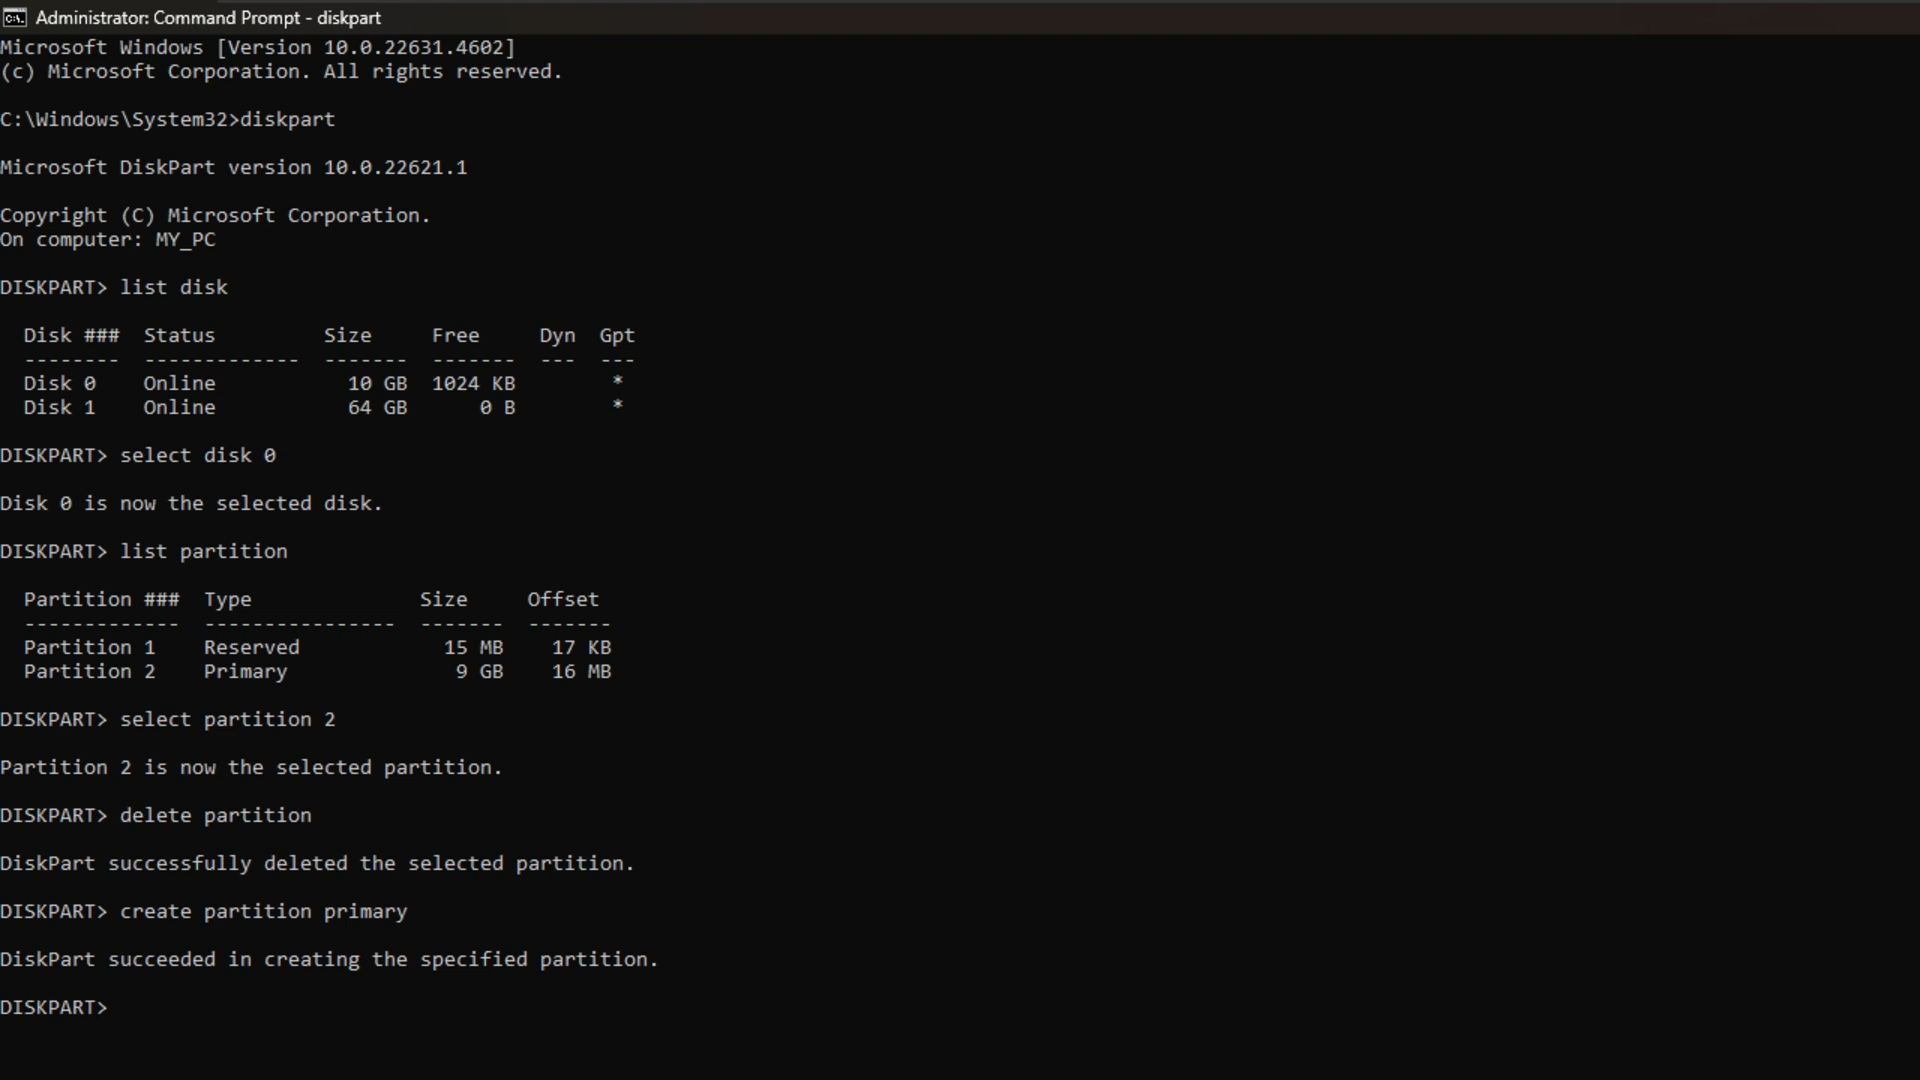 Administrator: Command Prompt - diskpart
Microsoft Windows [Version 10.0.22631.4602]
(c) Microsoft Corporation. All rights reserved.
C:\Windows\System32>diskpart
Microsoft DiskPart version 10.0.22621.1
Copyright (C) Microsoft Corporation.
On computer: MY_PC
DISKPART> list disk
  Disk ###  Status         Size     Free     Dyn  Gpt
  --------  -------------  -------  -------  ---  ---
  Disk 0    Online           10 GB  1024 KB        *
  Disk 1    Online           64 GB      0 B        *
DISKPART> select disk 0
Disk 0 is now the selected disk.
DISKPART> list partition
  Partition ###  Type              Size     Offset
  -------------  ----------------  -------  -------
  Partition 1    Reserved            15 MB    17 KB
  Partition 2    Primary              9 GB    16 MB
DISKPART> select partition 2
Partition 2 is now the selected partition.
DISKPART> delete partition
DiskPart successfully deleted the selected partition.
DISKPART> create partition primary
DiskPart succeeded in creating the specified partition.
DISKPART>